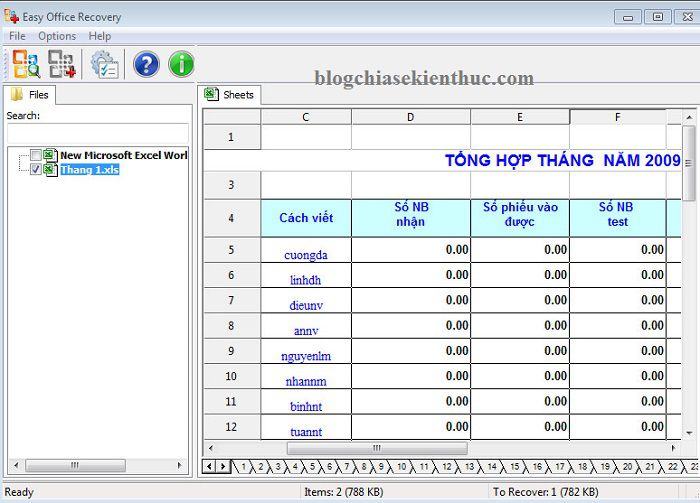 Easy Office Recovery
File Options Help
blogchiasekienthuc.com
Files
Sheets
Search:
New Microsoft Excel Worl
Thang 1.xls
C D E F
1
TỔNG HỢP THÁNG NĂM 2009
3
4 Cách viết Số NB nhận Số phiếu vào được Số NB test
5 cuongda 0.00 0.00 0.00
6 linhdh 0.00 0.00 0.00
7 dieunv 0.00 0.00 0.00
8 annv 0.00 0.00 0.00
9 nguyenlm 0.00 0.00 0.00
10 nhannm 0.00 0.00 0.00
11 binhnt 0.00 0.00 0.00
12 tuannt 0.00 0.00 0.00
1 2 3 4 5 6 7 8 9 10 11 12 13 14 15 16 17 18 19 20 21 22 23
Ready Items: 2 (788 KB) To Recover: 1 (782 KB)